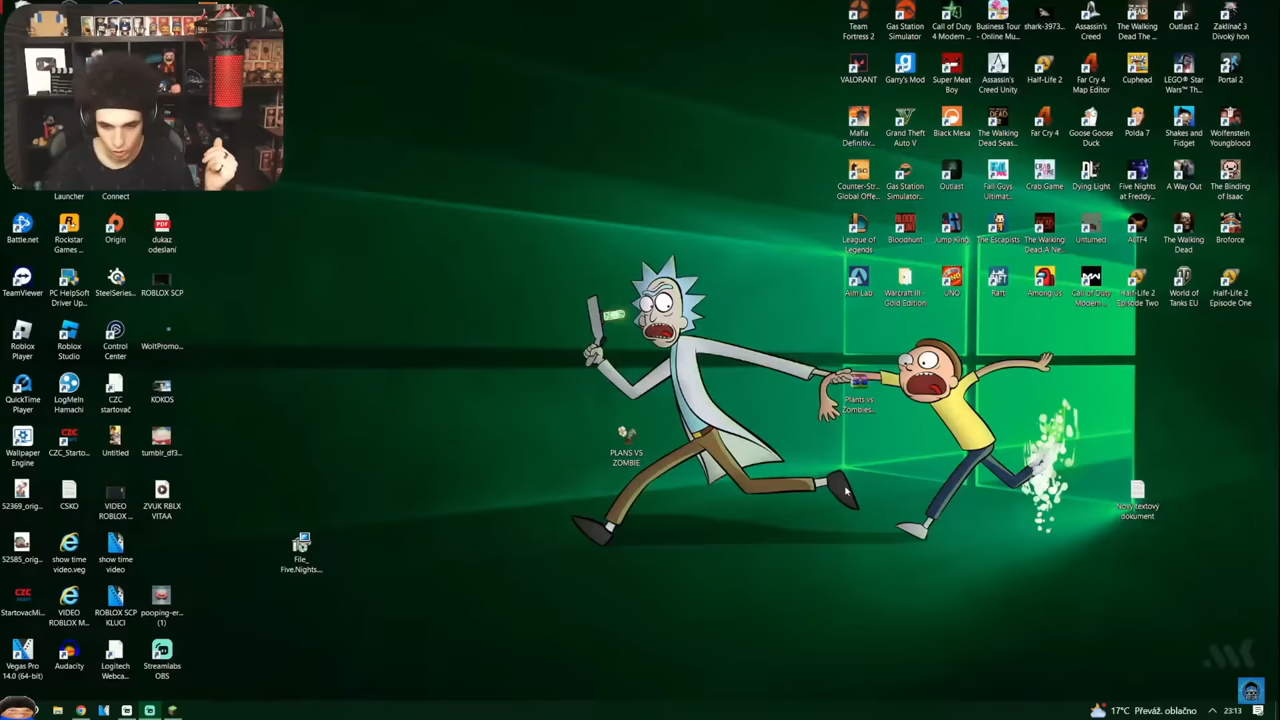 Team
Fortress 2
Gas Station
Simulator
Call of Duty
4 Modern ...
Business Tour
- Online Mu...
shark-3973...
Assassin's
Creed
The Walking
Dead The ...
Outlast 2
Zaklínač 3
Divoký hon
VALORANT
Garry's Mod
Super Meat
Boy
Assassin's
Creed Unity
Half-Life 2
Far Cry 4
Map Editor
Cuphead
LEGO® Star
Wars™ Th...
Portal 2
Mafia
Definitiv...
Grand Theft
Auto V
Black Mesa
The Walking
Dead Seas...
Far Cry 4
Goose Goose
Duck
Polda 7
Shakes and
Fidget
Wolfenstein
Youngblood
Launcher
Connect
Counter-Str...
Global Offe...
Gas Station
Simulator...
Outlast
Fall Guys
Ultimat...
Crab Game
Dying Light
Five Nights
at Freddy...
A Way Out
The Binding
of Isaac
Battle.net
Rockstar
Games ...
Origin
dukaz
odeslani
League of
Legends
Bloodhunt
Jump King
The Escapists
The Walking
Dead A Ne...
Unturned
ALTF4
The Walking
Dead
Broforce
TeamViewer
PC HelpSoft
Driver Up...
SteelSeries...
ROBLOX SCP
Aim Lab
Warcraft III -
Gold Edition
UNO
Raft
Among Us
Call of Duty
Modern ...
Half-Life 2
Episode Two
World of
Tanks EU
Half-Life 2
Episode One
Roblox
Player
Roblox
Studio
Control
Center
WoltPromo...
QuickTime
Player
LogMeIn
Hamachi
CZC
startovač
KOKOS
Plants vs
Zombies...
Wallpaper
Engine
CZC_Starto...
Untitled
tumblr_df3...
PLANS VS
ZOMBIE
52369_orig...
CSKO
VIDEO
ROBLOX ...
ZVUK RBLX
VITAA
Nový textový
dokument
52585_orig...
show time
video.veg
show time
video
File_
Five.Nights...
StartovacMi...
VIDEO
ROBLOX M...
ROBLOX SCP
KLUCI
pooping-er...
(1)
Vegas Pro
14.0 (64-bit)
Audacity
Logitech
Webca...
Streamlabs
OBS
17°C Převáž. oblačno
23:13